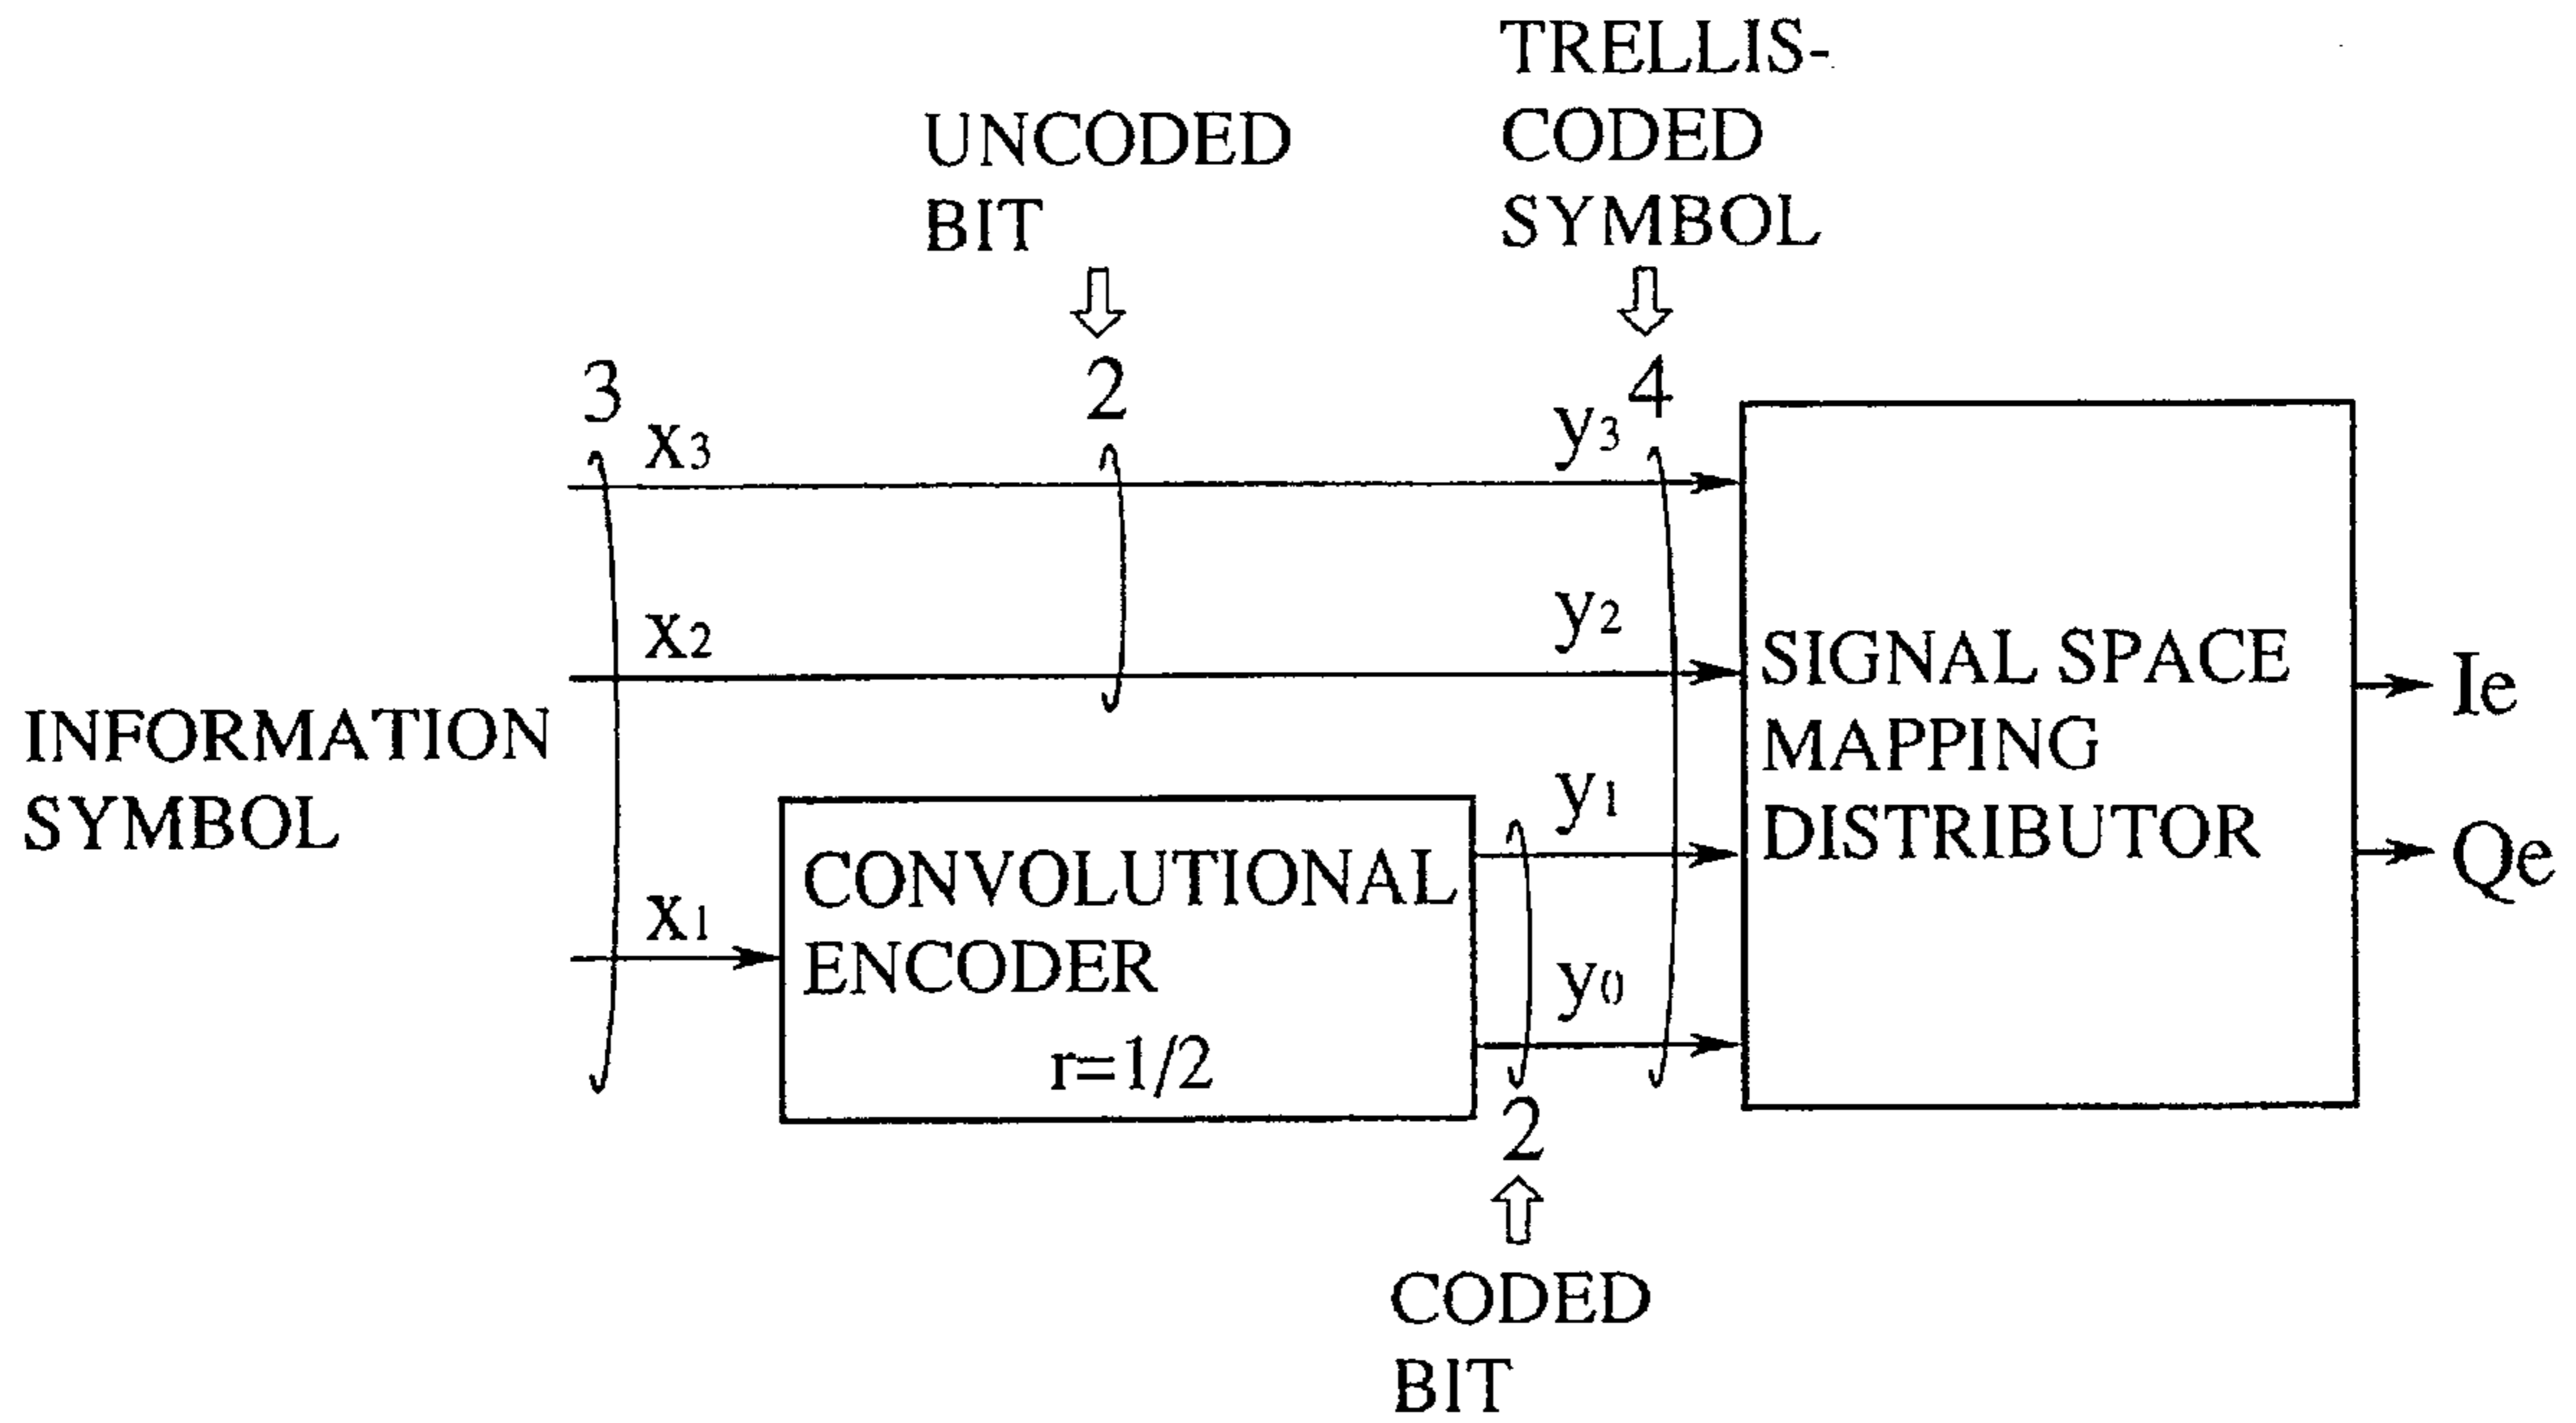 TRELLIS-
CODED
SYMBOL
UNCODED
BIT
3
2
4
x3
y3
x2
y2
INFORMATION
SYMBOL
x1
CONVOLUTIONAL
ENCODER
r=1/2
y1
y0
2
CODED
BIT
SIGNAL SPACE
MAPPING
DISTRIBUTOR
Ie
Qe